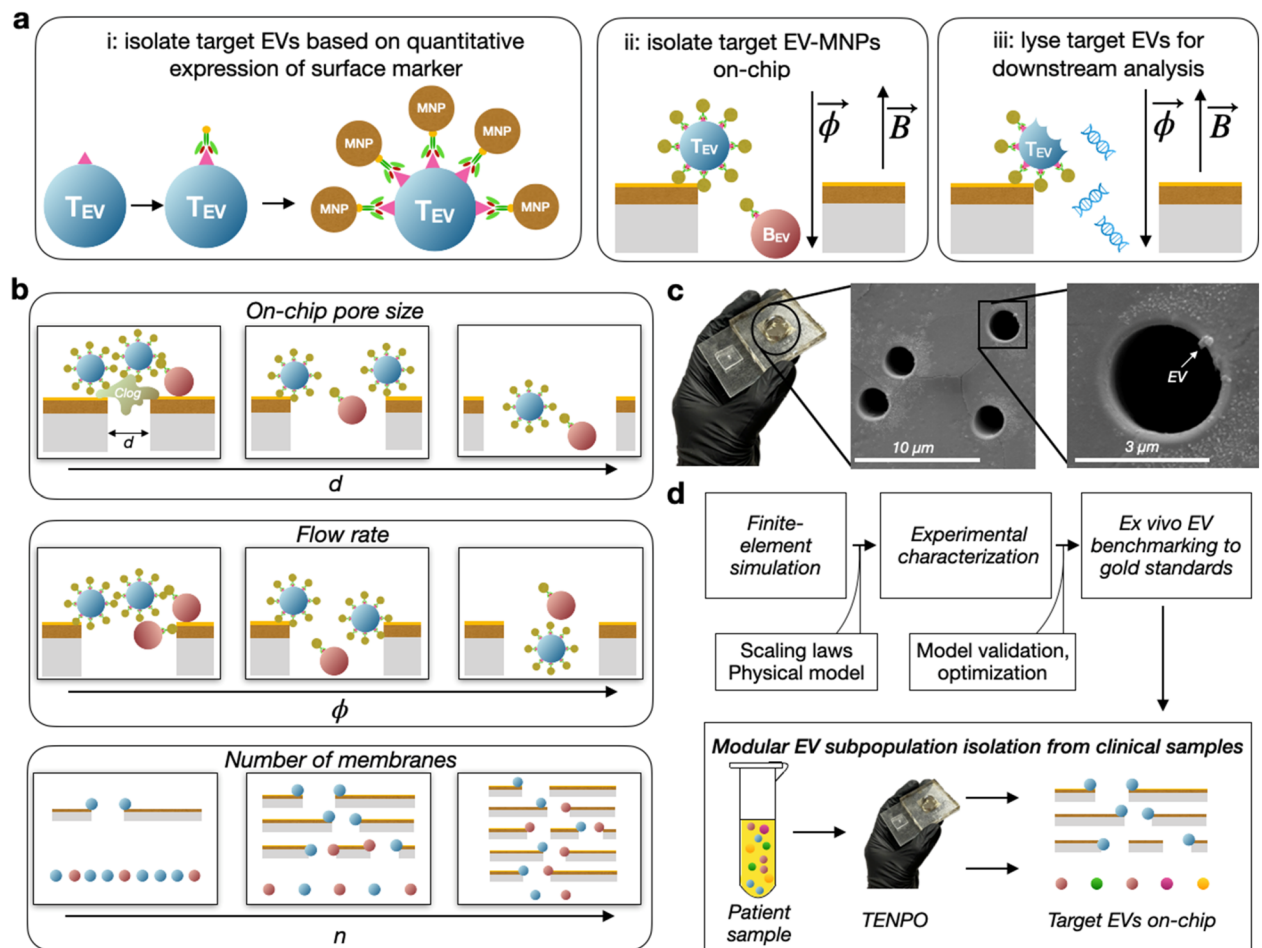 a
i: isolate target EVs based on quantitative
expression of surface marker
TEV
TEV
MNP
MNP
MNP
MNP
MNP
TEV
ii: isolate target EV-MNPs
on-chip
TEV
BEV
ϕ
B
iii: lyse target EVs for
downstream analysis
TEV
ϕ
B
b
On-chip pore size
Clog
d
d
Flow rate
ϕ
Number of membranes
n
c
10 µm
EV
3 µm
d
Finite-
element
simulation
Experimental
characterization
Ex vivo EV
benchmarking to
gold standards
Scaling laws
Physical model
Model validation,
optimization
Modular EV subpopulation isolation from clinical samples
Patient
sample
TENPO
Target EVs on-chip